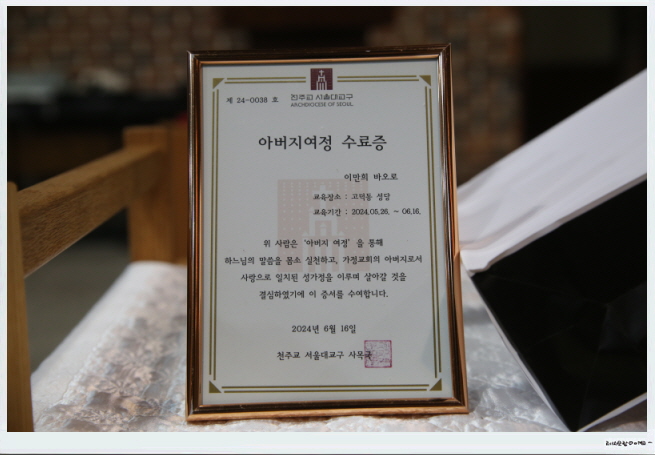 제 24-0038 호
천주교 서울대교구
ARCHDIOCESE OF SEOUL
아버지여정 수료증
이만희 바오로
교육장소 : 고덕동 성당
교육기간 : 2024.05.26. ~ 06.16.
위 사람은 '아버지 여정' 을 통해
하느님의 말씀을 몸소 실천하고, 가정교회의 아버지로서
사랑으로 일치된 성가정을 이루며 살아갈 것을
결심하였기에 이 증서를 수여합니다.
2024년 6월 16일
천주교 서울대교구 사목국